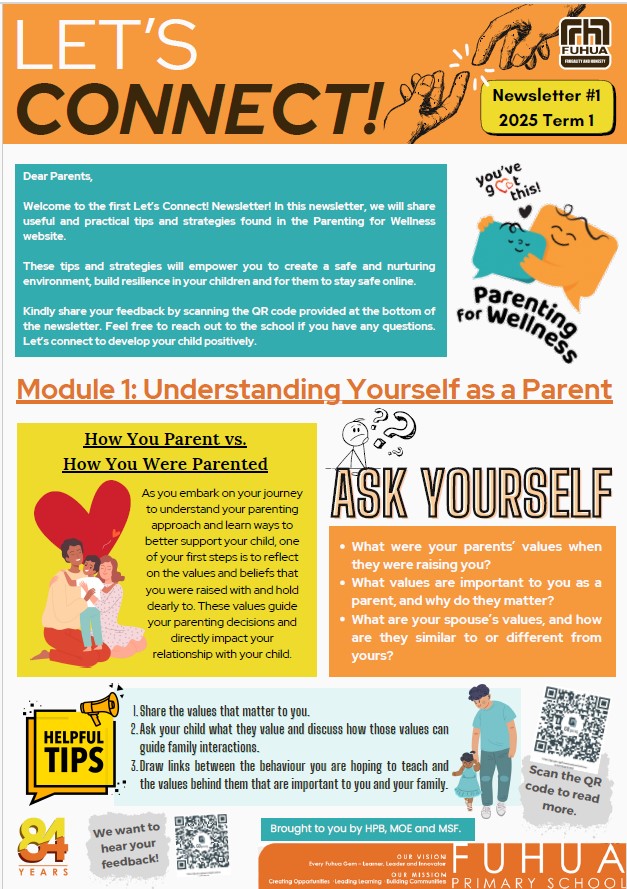 LET'S
CONNECT!
FUHUA
Newsletter #1
2025 Term 1
Dear Parents,
Welcome to the first Let's Connect! Newsletter! In this newsletter, we will share
useful and practical tips and strategies found in the Parenting for Wellness
website.
These tips and strategies will empower you to create a safe and nurturing
environment, build resilience in your children and for them to stay safe online.
Kindly share your feedback by scanning the QR code provided at the bottom of
the newsletter. Feel free to reach out to the school if you have any questions.
Let's connect to develop your child positively.
you've
got
this!
Parenting
for Wellness
Module 1: Understanding Yourself as a Parent
How You Parent vs.
How You Were Parented
As you embark on your journey
to understand your parenting
approach and learn ways to
better support your child, one
of your first steps is to reflect
on the values and beliefs that
you were raised with and hold
dearly to. These values guide
your parenting decisions and
directly impact your
relationship with your child.
? ? ?
ASK YOURSELF
• What were your parents' values when
they were raising you?
• What values are important to you as a
parent, and why do they matter?
• What are your spouse's values, and how
are they similar to or different from
yours?
HELPFUL
TIPS
1. Share the values that matter to you.
2. Ask your child what they value and discuss how those values can
guide family interactions.
3. Draw links between the behaviour you are hoping to teach and
the values behind them that are important to you and your family.
Scan the QR
code to read
more.
84
YEARS
We want to
hear your
feedback!
Brought to you by HPB, MOE and MSF.
OUR VISION
Every Fuhua Gem - Learner, Leader and Innovator
OUR MISSION
Creating Opportunities · Leading Learning · Building Communities
FUHUA
PRIMARY SCHOOL